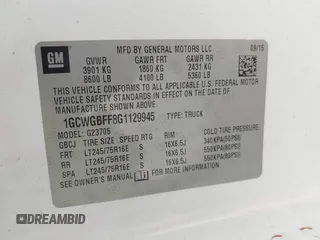 GM
MFD BY GENERAL MOTORS LLC 09/15
GVWR GAWR FRT GAWR RR
3901 KG 1860 KG 2431 KG
8600 LB 4100 LB 5360 LB
THIS VEHICLE CONFORMS TO ALL APPLICABLE U.S. FEDERAL MOTOR
VEHICLE SAFETY STANDARDS IN EFFECT ON THE DATE OF
MANUFACTURE SHOWN ABOVE.
1GCWGBFF8G1129945 TYPE: TRUCK
G23705
GBCJ TIRE SIZE SPEED RTG RIM COLD TIRE PRESSURE
FRT LT245/75R16E S 16X6.5J 340KPA(50PSI)
RR LT245/75R16E S 16X6.5J 550KPA(80PSI)
SPA LT245/75R16E S 16X6.5J 550KPA(80PSI)
SEE OWNER'S MANUAL FOR MORE INFORMATION.
DREAMBID